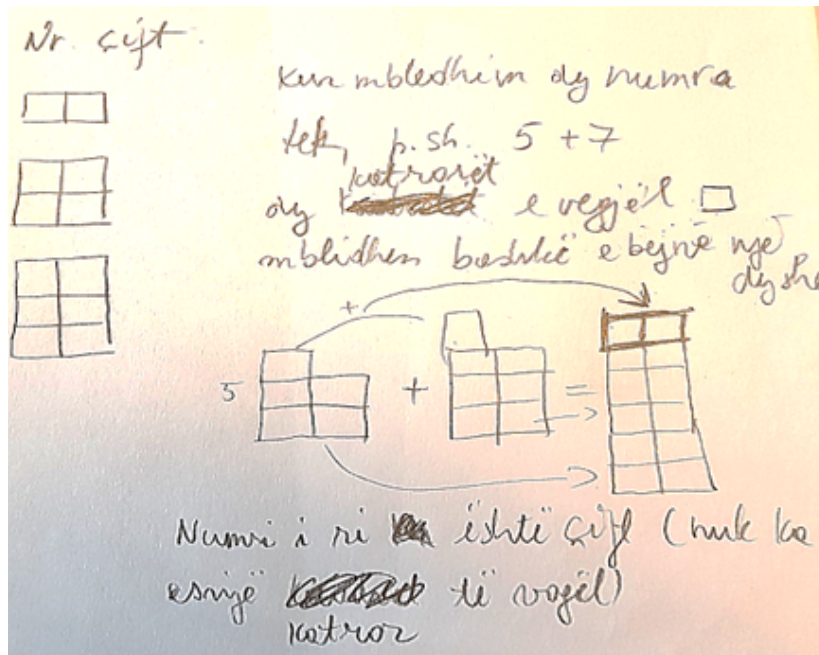 Nr. çift.
Kur mbledhim dy numra
tek, p.sh. 5 + 7
katrorët
dy e vegjël □
mblidhen bashkë e bëjnë një
dyshe
+
5 + =
Numri i ri është çift (nuk ka
asnjë të vogël)
katror